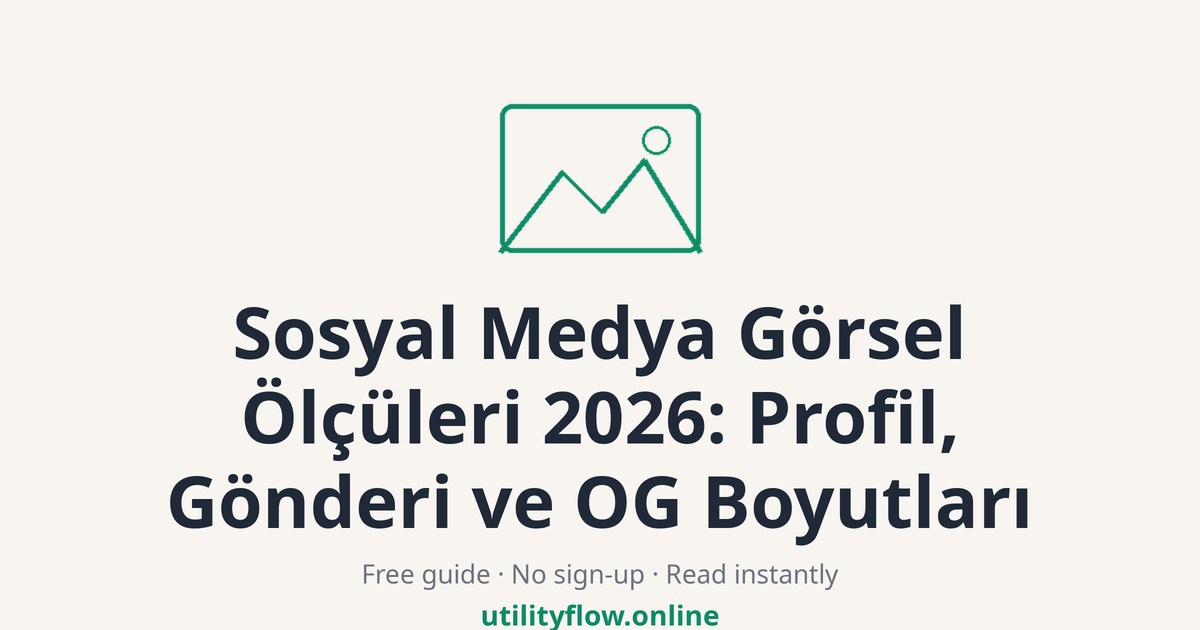 Sosyal Medya Görsel
Ölçüleri 2026: Profil,
Gönderi ve OG Boyutları
Free guide · No sign-up · Read instantly
utilityflow.online